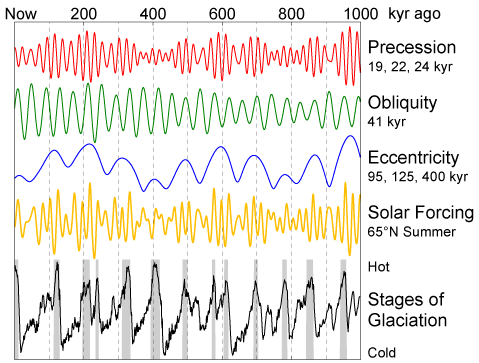 Now 200 400 600 800 1000 kyr ago
Precession
19, 22, 24 kyr
Obliquity
41 kyr
Eccentricity
95, 125, 400 kyr
Solar Forcing
65°N Summer
Hot
Stages of
Glaciation
Cold